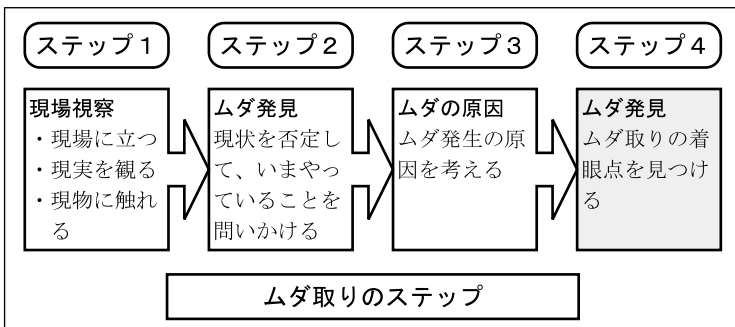 ステップ１
ステップ２
ステップ３
ステップ４
現場視察
・現場に立つ
・現実を観る
・現物に触れ
る
ムダ発見
現状を否定し
て、いまやっ
ていることを
問いかける
ムダの原因
ムダ発生の原
因を考える
ムダ発見
ムダ取りの着
眼点を見つけ
る
ムダ取りのステップ